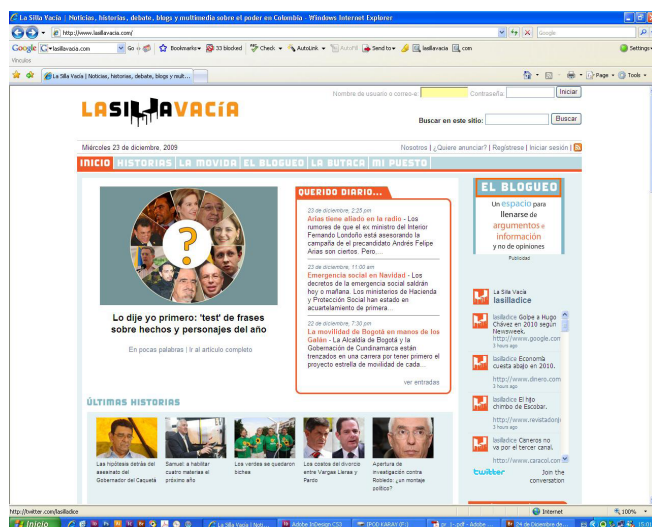 La Silla Vacía | Noticias, historias, debate, blogs y multimedia sobre el poder en Colombia - Windows Internet Explorer
http://www.lasillavacia.com/
Google
Google
lasillavacia.com
Go
Bookmarks
33 blocked
Check
AutoLink
AutoFill
Send to
lasillavacia
com
Settings
Vínculos
La Silla Vacía | Noticias, historias, debate, blogs y mult...
Page
Tools
Nombre de usuario o correo-e:
Contraseña:
Iniciar
LASILLAVACÍA
Buscar en este sitio:
Buscar
Miércoles 23 de diciembre, 2009
Nosotros | ¿Quiere anunciar? | Regístrese | Iniciar sesión |
INICIO HISTORIAS LA MOVIDA EL BLOGUEO LA BUTACA MI PUESTO
?
Lo dije yo primero: 'test' de frases
sobre hechos y personajes del año
En pocas palabras | Ir al artículo completo
QUERIDO DIARIO...
23 de diciembre, 2:25 pm
Arias tiene aliado en la radio - Los
rumores de que el ex ministro del Interior
Fernando Londoño está asesorando la
campaña de el precandidato Andrés Felipe
Arias son ciertos. Pero...
23 de diciembre, 11:00 am
Emergencia social en Navidad - Los
decretos de la emergencia social saldrán
hoy o mañana. Los ministerios de Hacienda
y Protección Social han estado en
acuartelamiento de primera...
22 de diciembre, 7:30 pm
La movilidad de Bogotá en manos de los
Galán - La Alcaldía de Bogotá y la
Gobernación de Cundinamarca están
trenzados en una carrera por tener primero el
proyecto estrella de movilidad de cada...
ver entradas
EL BLOGUEO
Un espacio para
llenarse de
argumentos e
información
y no de opiniones
Publicidad
La Silla Vacía
lasilladice
lasilladice Golpe a Hugo
Chávez en 2010 según
Newsweek.
http://www.google.con
3 hours ago
lasilladice Economía
cuesta abajo en 2010.
http://www.dinero.com
3 hours ago
lasilladice El hijo
chimbo de Escobar.
http://www.revistadonju
3 hours ago
lasilladice Caneros no
va por el tercer canal.
http://www.caracol.con
twitter
Join the
conversation
ÚLTIMAS HISTORIAS
Las hipótesis detrás del
asesinato del
Gobernador del Caquetá
Samuel a habilitar
cuatro materias el
próximo año
Los verdes se quedaron
bichea
Los costos del divorcio
entre Vargas Lleras y
Pardo
Apertura de
investigación contra
Robledo: ¿un montaje
político?
http://twitter.com/lasilladice
Internet
100%
Inicio
La Silla Vacía | Noti...
Adobe InDesign CS3
IPOD KARAY (F:)
24 de Diciembre de...